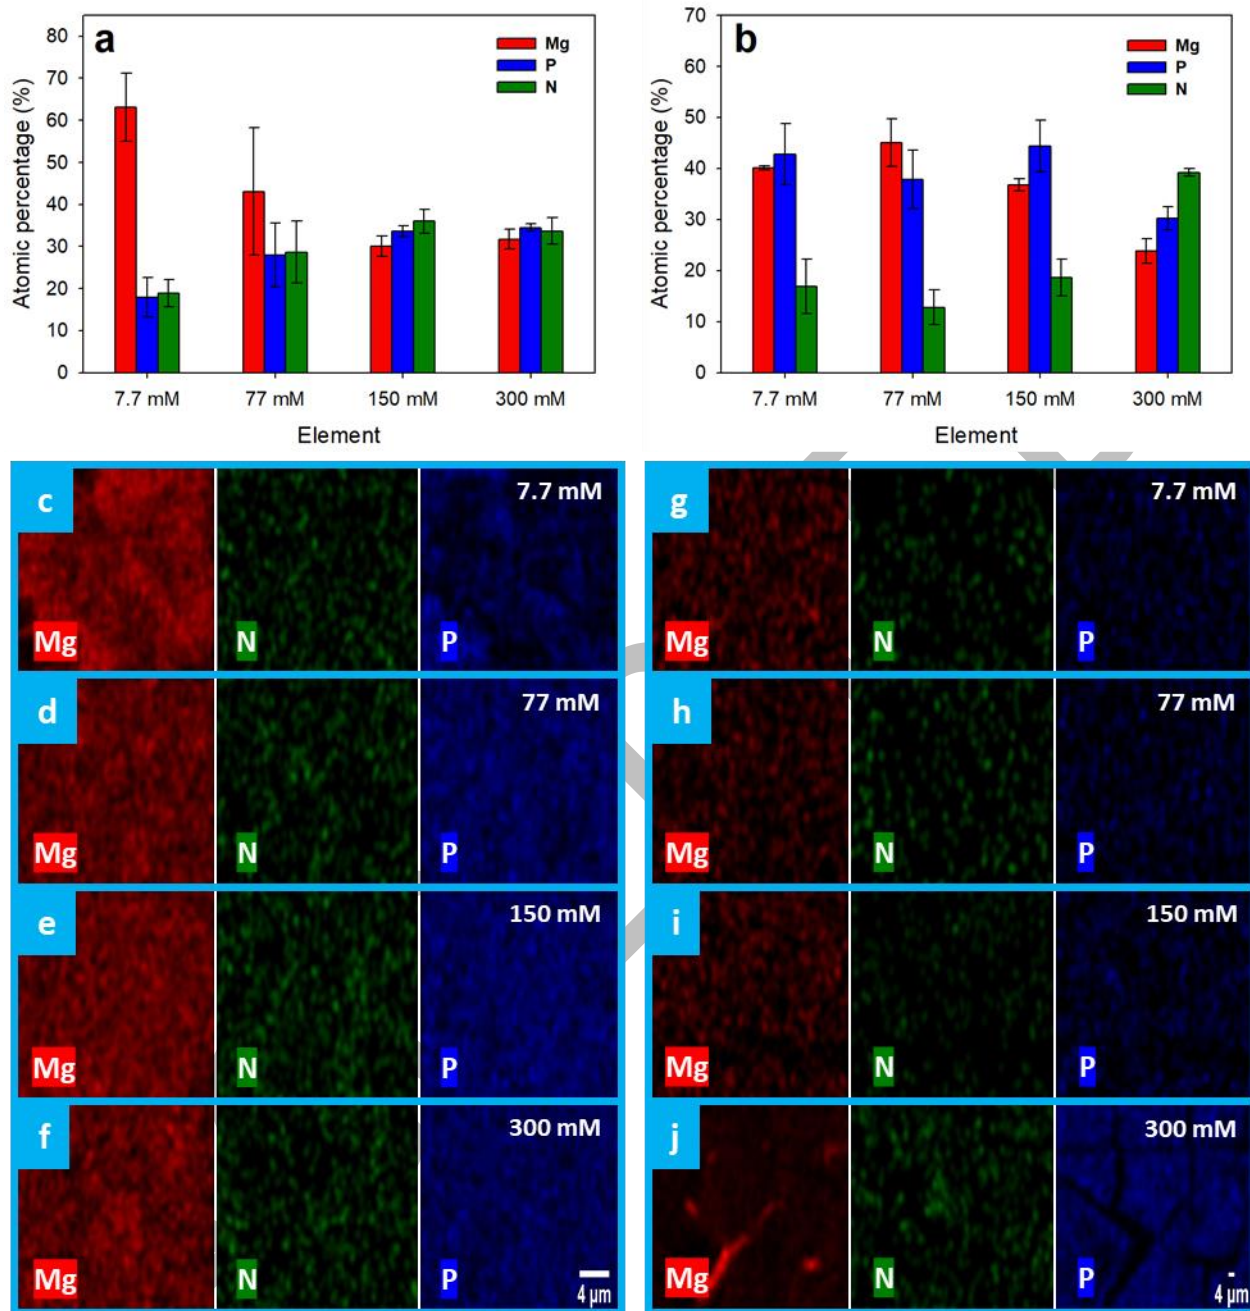 a
Mg
P
N
Atomic percentage (%)
80
70
60
50
40
30
20
10
0
7.7 mM 77 mM 150 mM 300 mM
Element
b
Mg
P
N
Atomic percentage (%)
70
60
50
40
30
20
10
0
7.7 mM 77 mM 150 mM 300 mM
Element
c 7.7 mM
Mg N P
d 77 mM
Mg N P
e 150 mM
Mg N P
f 300 mM
Mg N P
4 µm
g 7.7 mM
Mg N P
h 77 mM
Mg N P
i 150 mM
Mg N P
j 300 mM
Mg N P
4 µm